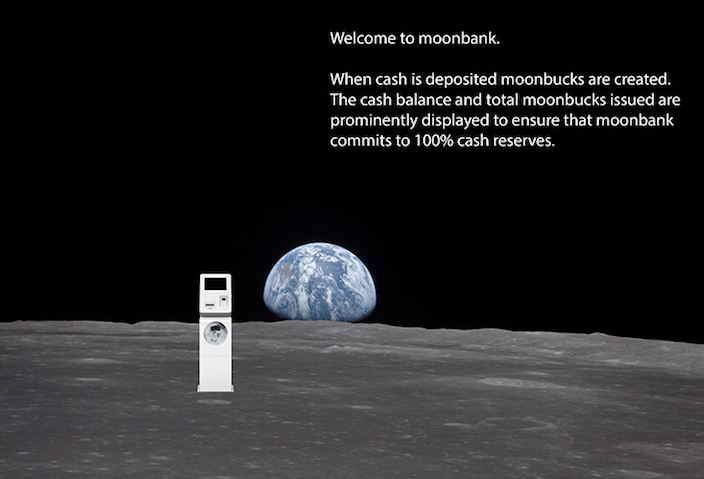 Welcome to moonbank.
When cash is deposited moonbucks are created.
The cash balance and total moonbucks issued are
prominently displayed to ensure that moonbank
commits to 100% cash reserves.